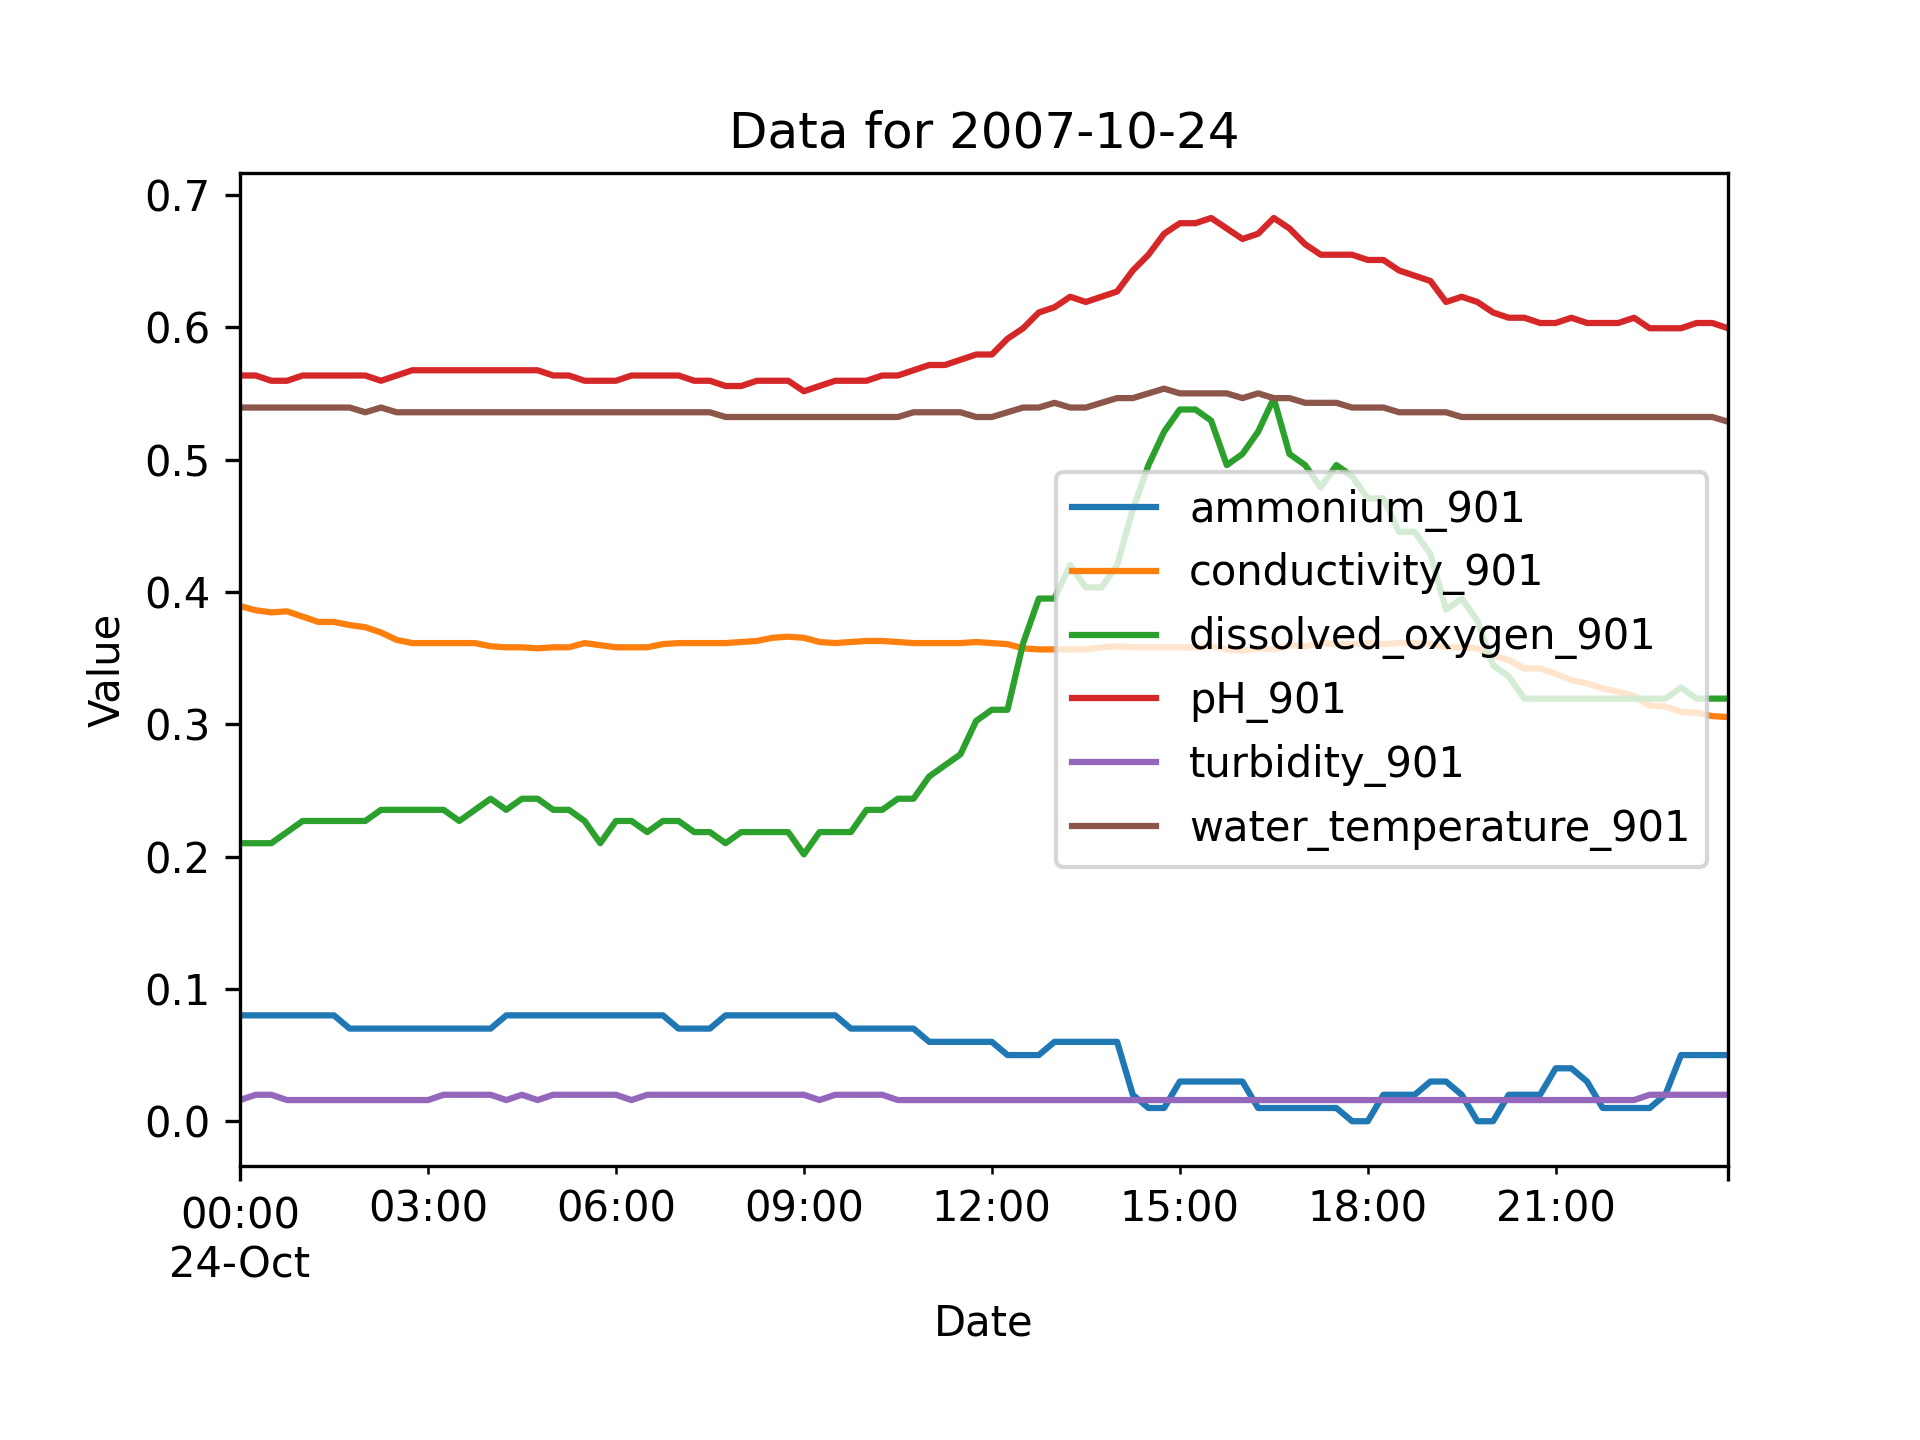 Data for 2007-10-24
Value
0.7
0.6
0.5
0.4
0.3
0.2
0.1
0.0
ammonium_901
conductivity_901
dissolved_oxygen_901
pH_901
turbidity_901
water_temperature_901
00:00 03:00 06:00 09:00 12:00 15:00 18:00 21:00
24-Oct
Date